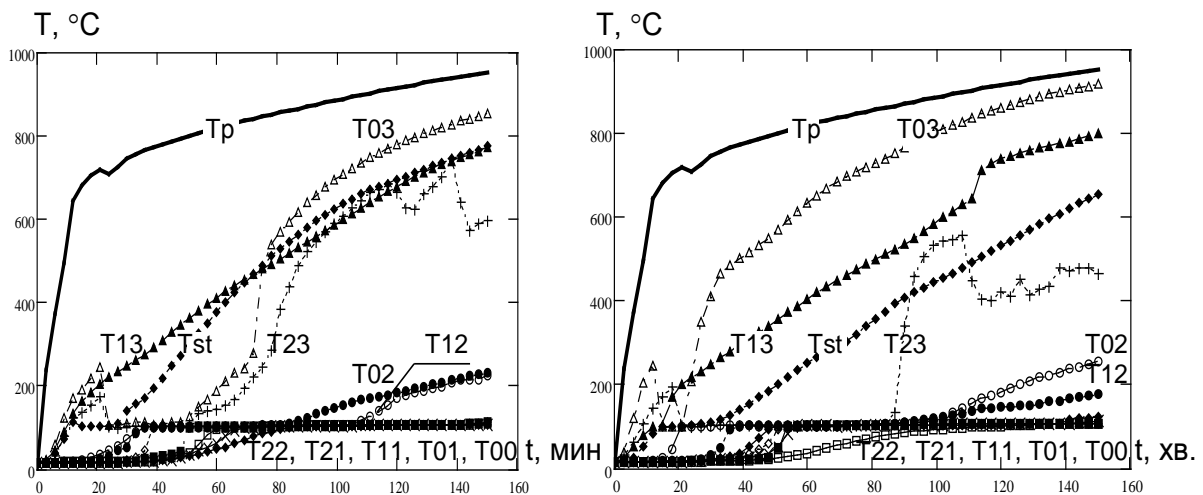 T, °C
1000
800
600
400
200
0
Tp
T03
T13
Tst
T23
T12
T02
T22, T21, T11, T01, T00
t, мин
0 20 40 60 80 100 120 140 160
T, °C
1000
800
600
400
200
0
Tp
T03
T13
Tst
T23
T02
T12
T22, T21, T11, T01, T00
t, хв.
0 20 40 60 80 100 120 140 160